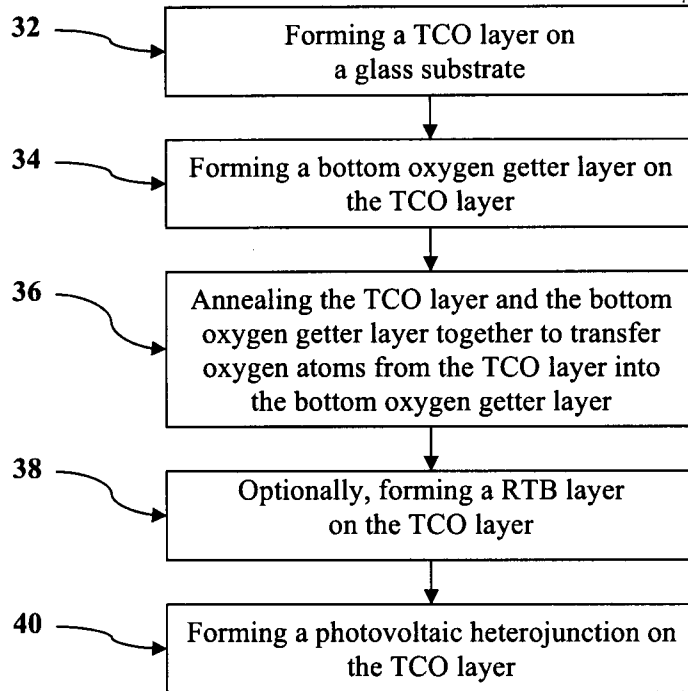 32
Forming a TCO layer on
a glass substrate
34
Forming a bottom oxygen getter layer on
the TCO layer
36
Annealing the TCO layer and the bottom
oxygen getter layer together to transfer
oxygen atoms from the TCO layer into
the bottom oxygen getter layer
38
Optionally, forming a RTB layer
on the TCO layer
40
Forming a photovoltaic heterojunction on
the TCO layer